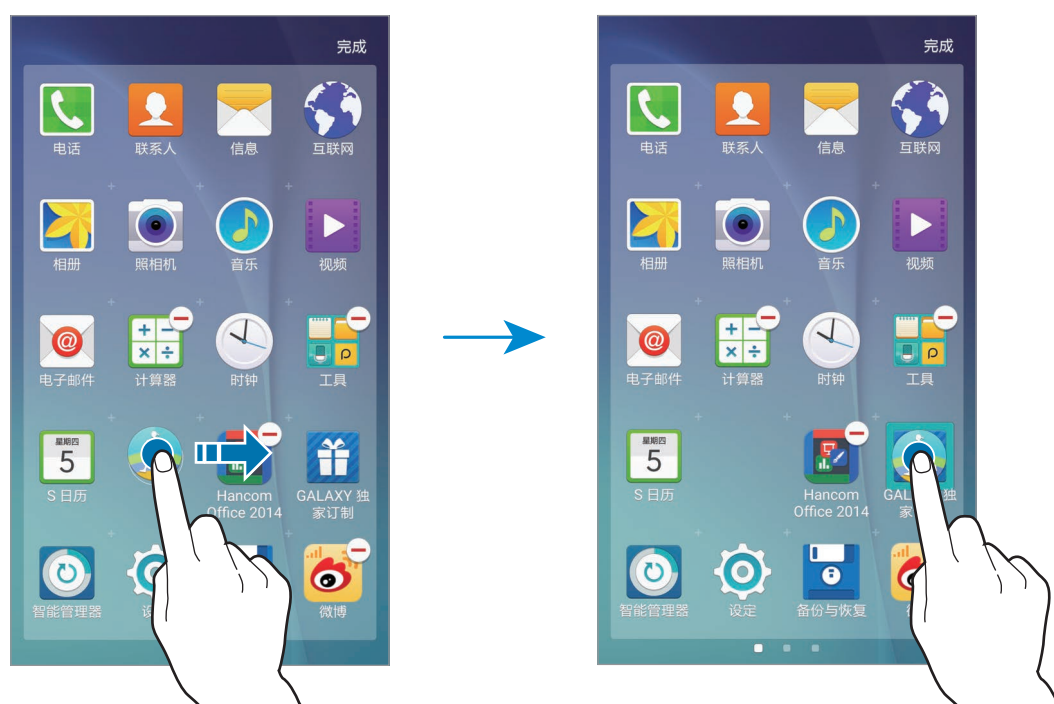 完成
电话 联系人 信息 互联网
相册 照相机 音乐 视频
电子邮件 计算器 时钟 工具
星期四
5
S 日历 Hancom GALAXY 独
Office 2014 家订制
智能管理器 设 微博
完成
电话 联系人 信息 互联网
相册 照相机 音乐 视频
电子邮件 计算器 时钟 工具
星期四
5
S 日历 Hancom GAL 独
Office 2014 家
智能管理器 设定 备份与恢复